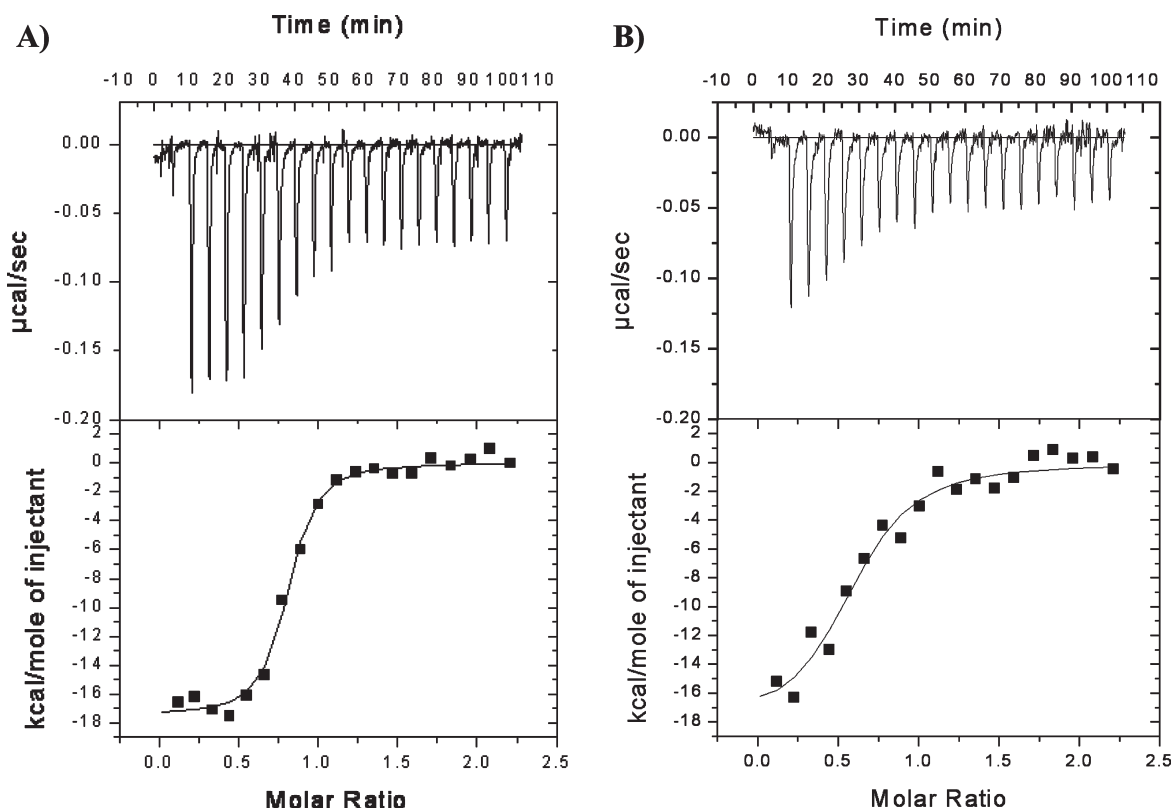 A)
Time (min)
-10 0 10 20 30 40 50 60 70 80 90 100 110
0.00
-0.05
-0.10
-0.15
-0.20
µcal/sec
2
0
-2
-4
-6
-8
-10
-12
-14
-16
-18
kcal/mole of injectant
0.0 0.5 1.0 1.5 2.0 2.5
Molar Ratio
B)
Time (min)
-10 0 10 20 30 40 50 60 70 80 90 100 110
0.00
-0.05
-0.10
-0.15
-0.20
µcal/sec
2
0
-2
-4
-6
-8
-10
-12
-14
-16
-18
kcal/mole of injectant
0.0 0.5 1.0 1.5 2.0 2.5
Molar Ratio